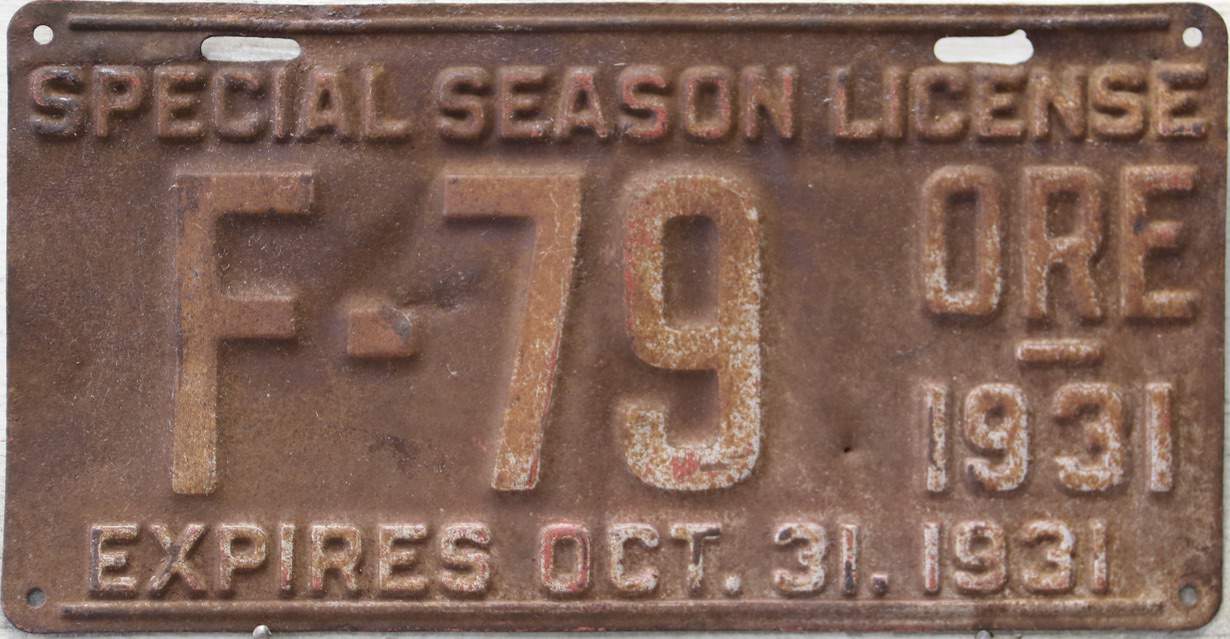 SPECIAL SEASON LICENSE
F-79
ORE
1931
EXPIRES OCT. 31. 1931